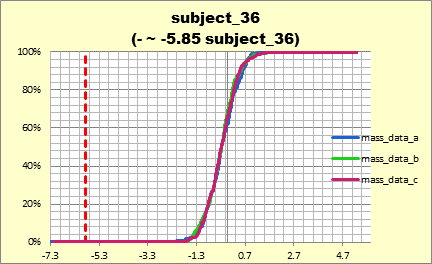 subject_36
(- ~ -5.85 subject_36)
100%
80%
60%
40%
20%
0%
mass_data_a
mass_data_b
mass_data_c
-7.3 -5.3 -3.3 -1.3 0.7 2.7 4.7